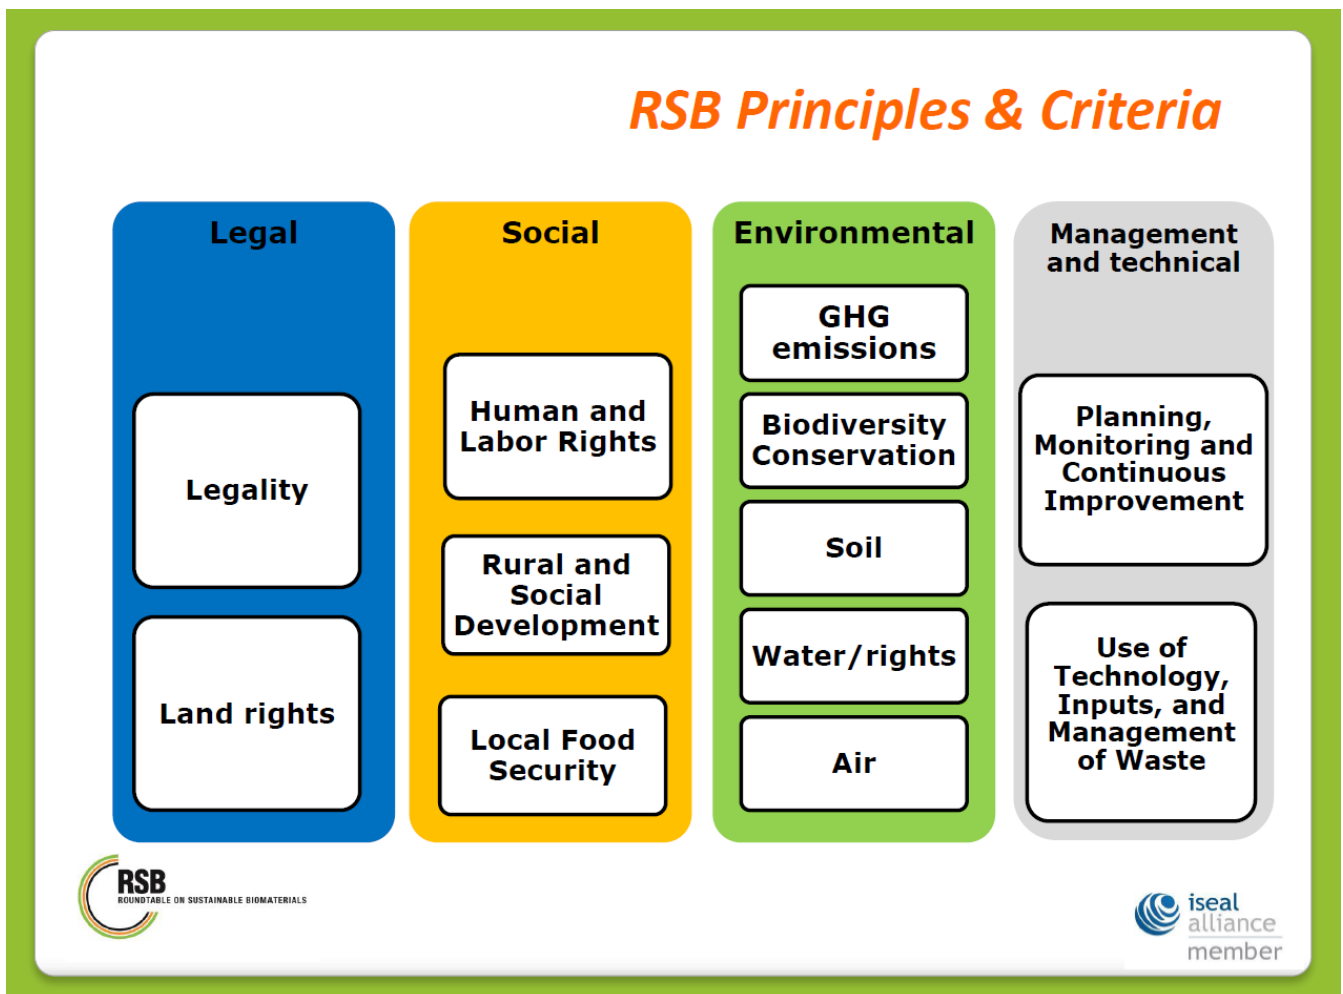 RSB Principles & Criteria
Legal
Legality
Land rights
Social
Human and
Labor Rights
Rural and
Social
Development
Local Food
Security
Environmental
GHG
emissions
Biodiversity
Conservation
Soil
Water/rights
Air
Management
and technical
Planning,
Monitoring and
Continuous
Improvement
Use of
Technology,
Inputs, and
Management
of Waste
RSB
ROUNDTABLE ON SUSTAINABLE BIOMATERIALS
iseal
alliance
member